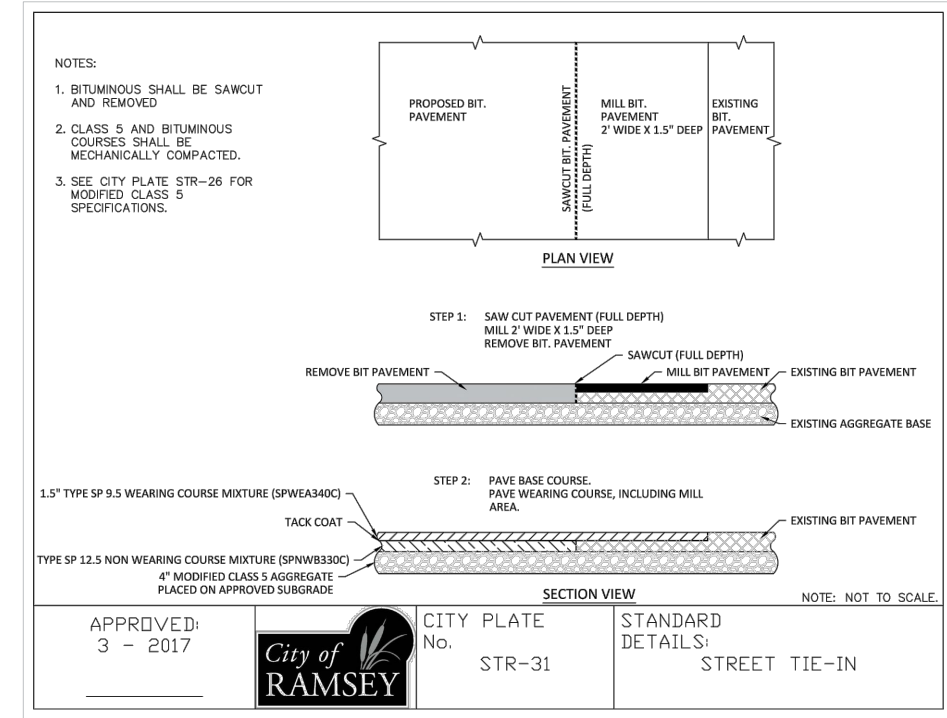 NOTES:
1. BITUMINOUS SHALL BE SAWCUT
AND REMOVED
2. CLASS 5 AND BITUMINOUS
COURSES SHALL BE
MECHANICALLY COMPACTED.
3. SEE CITY PLATE STR-26 FOR
MODIFIED CLASS 5
SPECIFICATIONS.
PROPOSED BIT.
PAVEMENT
SAWCUT BIT. PAVEMENT
(FULL DEPTH)
MILL BIT.
PAVEMENT
2' WIDE X 1.5" DEEP
EXISTING
BIT.
PAVEMENT
PLAN VIEW
STEP 1: SAW CUT PAVEMENT (FULL DEPTH)
MILL 2' WIDE X 1.5" DEEP
REMOVE BIT. PAVEMENT
SAWCUT (FULL DEPTH)
REMOVE BIT PAVEMENT
MILL BIT PAVEMENT
EXISTING BIT PAVEMENT
EXISTING AGGREGATE BASE
STEP 2: PAVE BASE COURSE.
PAVE WEARING COURSE, INCLUDING MILL
AREA.
1.5" TYPE SP 9.5 WEARING COURSE MIXTURE (SPWEA340C)
TACK COAT
EXISTING BIT PAVEMENT
TYPE SP 12.5 NON WEARING COURSE MIXTURE (SPNWB330C)
4" MODIFIED CLASS 5 AGGREGATE
PLACED ON APPROVED SUBGRADE
SECTION VIEW
NOTE: NOT TO SCALE.
APPROVED:
3 - 2017
City of
RAMSEY
CITY PLATE
No.
STR-31
STANDARD
DETAILS:
STREET TIE-IN